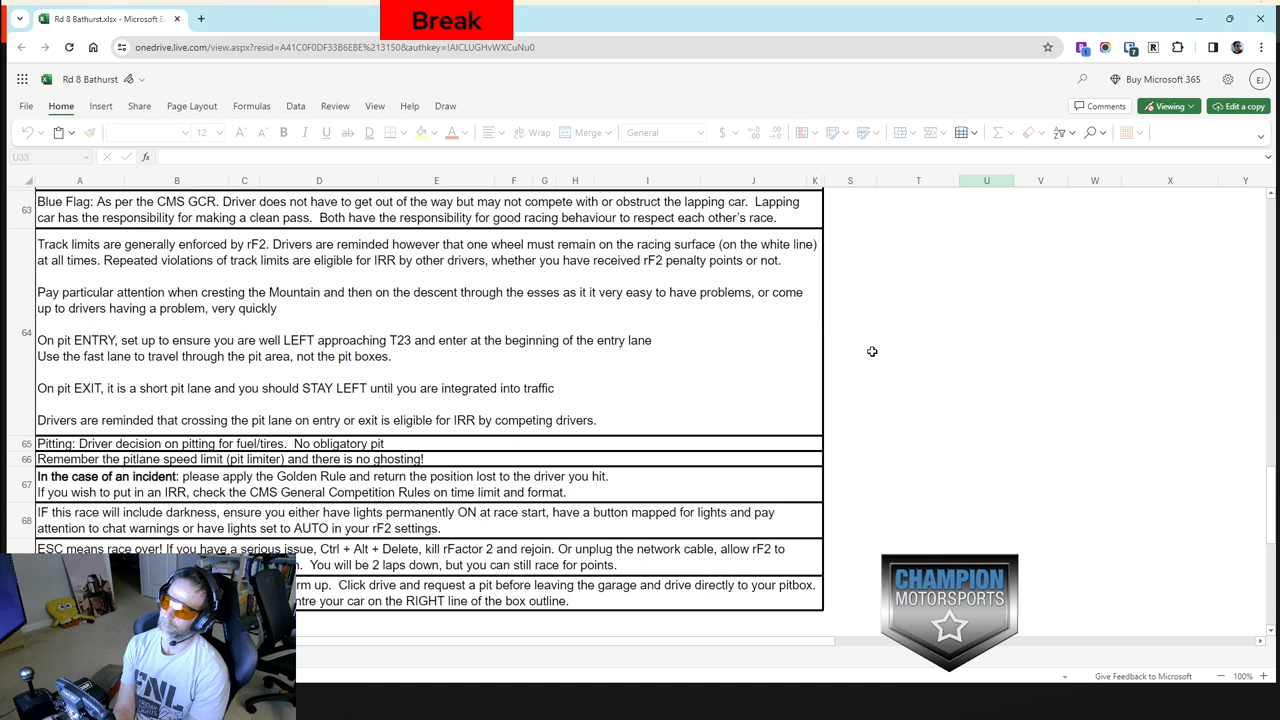 Break
Rd 8 Bathurst.xlsx - Microsoft E
onedrive.live.com/view.aspx?resid=A41C0F0DF33B6EBE%213150&authkey=!AICLUGHvWXCuNu0
Rd 8 Bathurst
Buy Microsoft 365
EJ
File Home Insert Share Page Layout Formulas Data Review View Help Draw
Comments Viewing Edit a copy
12 Wrap Merge General
U33 fx
A B C D E F G H I J K S T U V W X Y
63 Blue Flag: As per the CMS GCR. Driver does not have to get out of the way but may not compete with or obstruct the lapping car. Lapping
car has the responsibility for making a clean pass. Both have the responsibility for good racing behaviour to respect each other's race.
Track limits are generally enforced by rF2. Drivers are reminded however that one wheel must remain on the racing surface (on the white line)
at all times. Repeated violations of track limits are eligible for IRR by other drivers, whether you have received rF2 penalty points or not.
Pay particular attention when cresting the Mountain and then on the descent through the esses as it it very easy to have problems, or come
up to drivers having a problem, very quickly
64
On pit ENTRY, set up to ensure you are well LEFT approaching T23 and enter at the beginning of the entry lane
Use the fast lane to travel through the pit area, not the pit boxes.
On pit EXIT, it is a short pit lane and you should STAY LEFT until you are integrated into traffic
Drivers are reminded that crossing the pit lane on entry or exit is eligible for IRR by competing drivers.
65 Pitting: Driver decision on pitting for fuel/tires. No obligatory pit
66 Remember the pitlane speed limit (pit limiter) and there is no ghosting!
67 In the case of an incident: please apply the Golden Rule and return the position lost to the driver you hit.
If you wish to put in an IRR, check the CMS General Competition Rules on time limit and format.
68 IF this race will include darkness, ensure you either have lights permanently ON at race start, have a button mapped for lights and pay
attention to chat warnings or have lights set to AUTO in your rF2 settings.
ESC means race over! If you have a serious issue, Ctrl + Alt + Delete, kill rFactor 2 and rejoin. Or unplug the network cable, allow rF2 to
You will be 2 laps down, but you can still race for points.
rm up. Click drive and request a pit before leaving the garage and drive directly to your pitbox.
ntre your car on the RIGHT line of the box outline.
CHAMPION
MOTORSPORTS
Give Feedback to Microsoft 100%